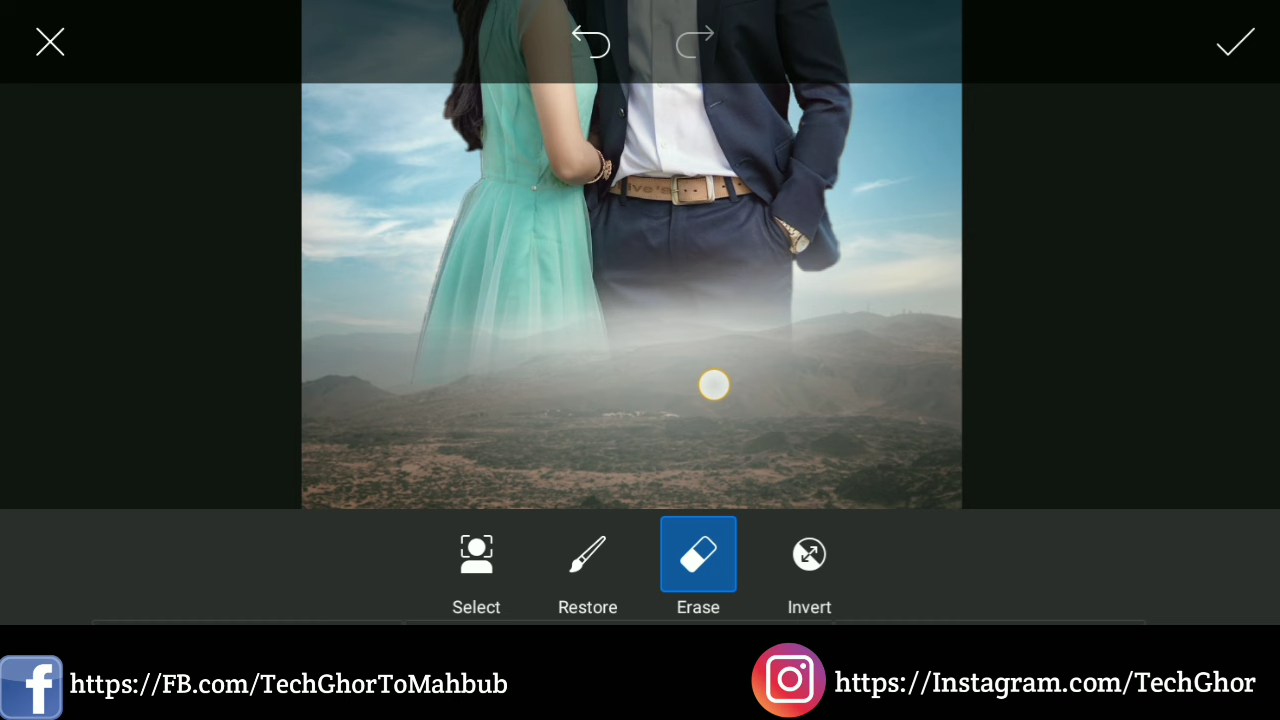 Select
Restore
Erase
Invert
https://FB.com/TechGhorToMahbub
https://Instagram.com/TechGhor